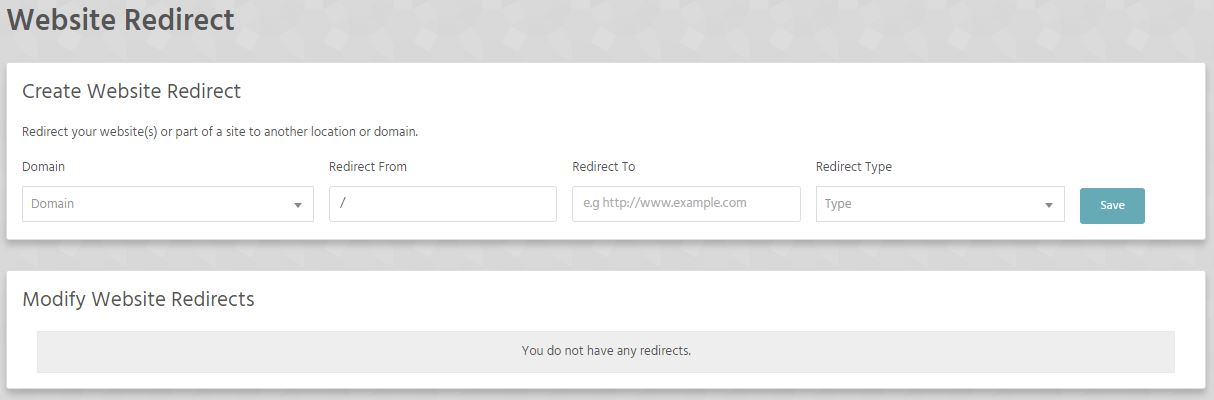 Website Redirect
Create Website Redirect
Redirect your website(s) or part of a site to another location or domain.
Domain Redirect From Redirect To Redirect Type
Domain / e.g http://www.example.com Type Save
Modify Website Redirects
You do not have any redirects.